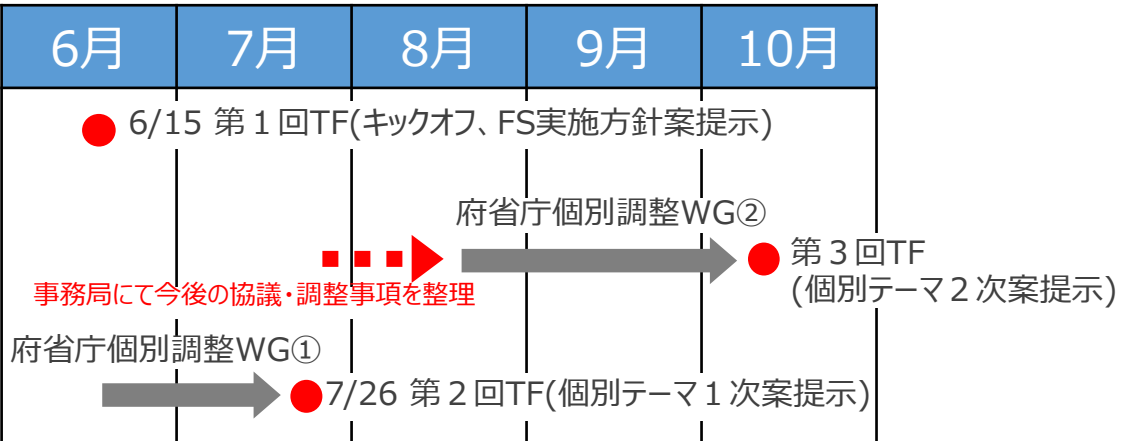 6月 7月 8月 9月 10月
6/15 第１回TF(キックオフ、FS実施方針案提示)
府省庁個別調整WG②
第３回TF
(個別テーマ２次案提示)
事務局にて今後の協議・調整事項を整理
府省庁個別調整WG①
7/26 第２回TF(個別テーマ１次案提示)